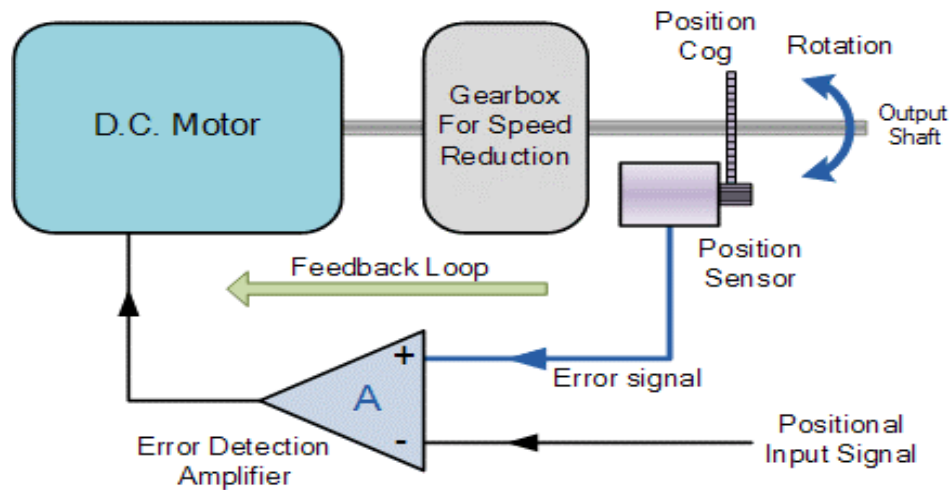 D.C. Motor
Gearbox
For Speed
Reduction
Position
Cog
Rotation
Output
Shaft
Position
Sensor
Feedback Loop
+
A
-
Error signal
Error Detection
Amplifier
Positional
Input Signal